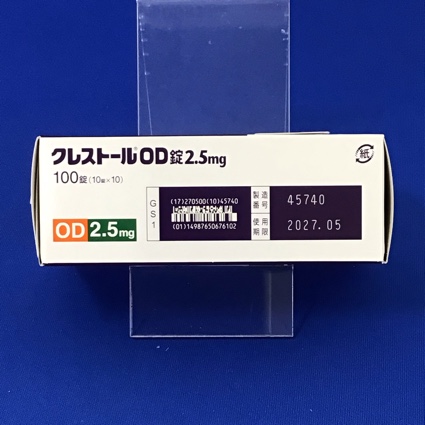 クレストール®OD錠2.5mg
100錠(10錠×10)
OD 2.5mg
GS1
(17)270500(10)45740
(01)14987650676102
製造番号 45740
使用期限 2027.05
紙